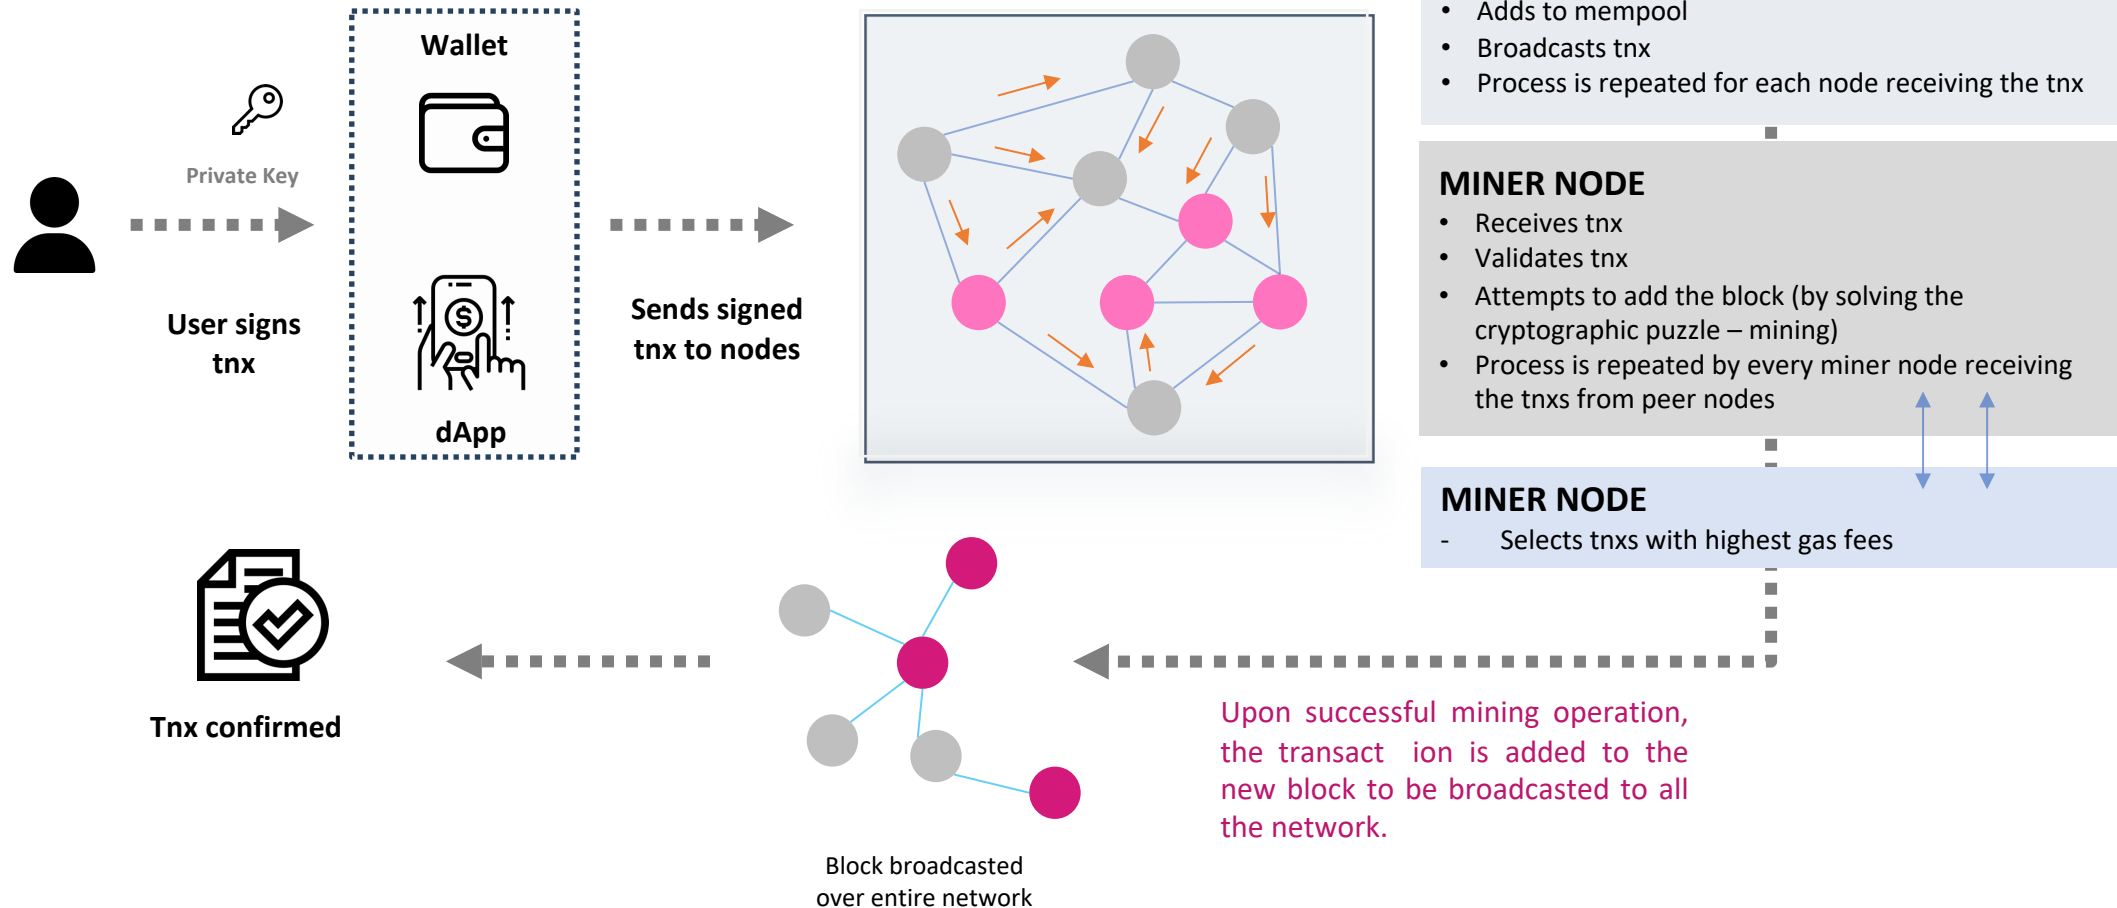 Wallet
Private Key
User signs
tnx
dApp
Sends signed
tnx to nodes
• Adds to mempool
• Broadcasts tnx
• Process is repeated for each node receiving the tnx
MINER NODE
• Receives tnx
• Validates tnx
• Attempts to add the block (by solving the
cryptographic puzzle – mining)
• Process is repeated by every miner node receiving
the tnxs from peer nodes
MINER NODE
- Selects tnxs with highest gas fees
Upon successful mining operation,
the transact ion is added to the
new block to be broadcasted to all
the network.
Block broadcasted
over entire network
Tnx confirmed